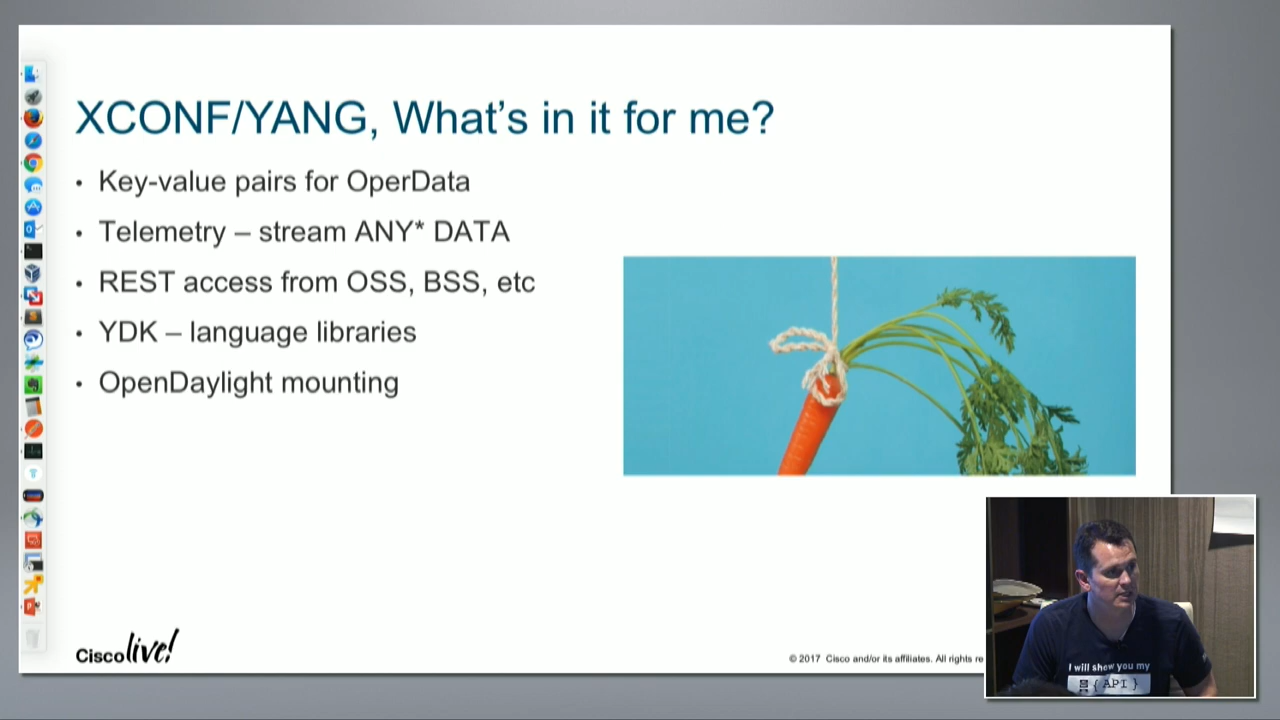 XCONF/YANG, What's in it for me?
• Key-value pairs for OperData
• Telemetry – stream ANY* DATA
• REST access from OSS, BSS, etc
• YDK – language libraries
• OpenDaylight mounting
Cisco live!
© 2017 Cisco and/or its affiliates. All rights re
I will show you my
{ API }